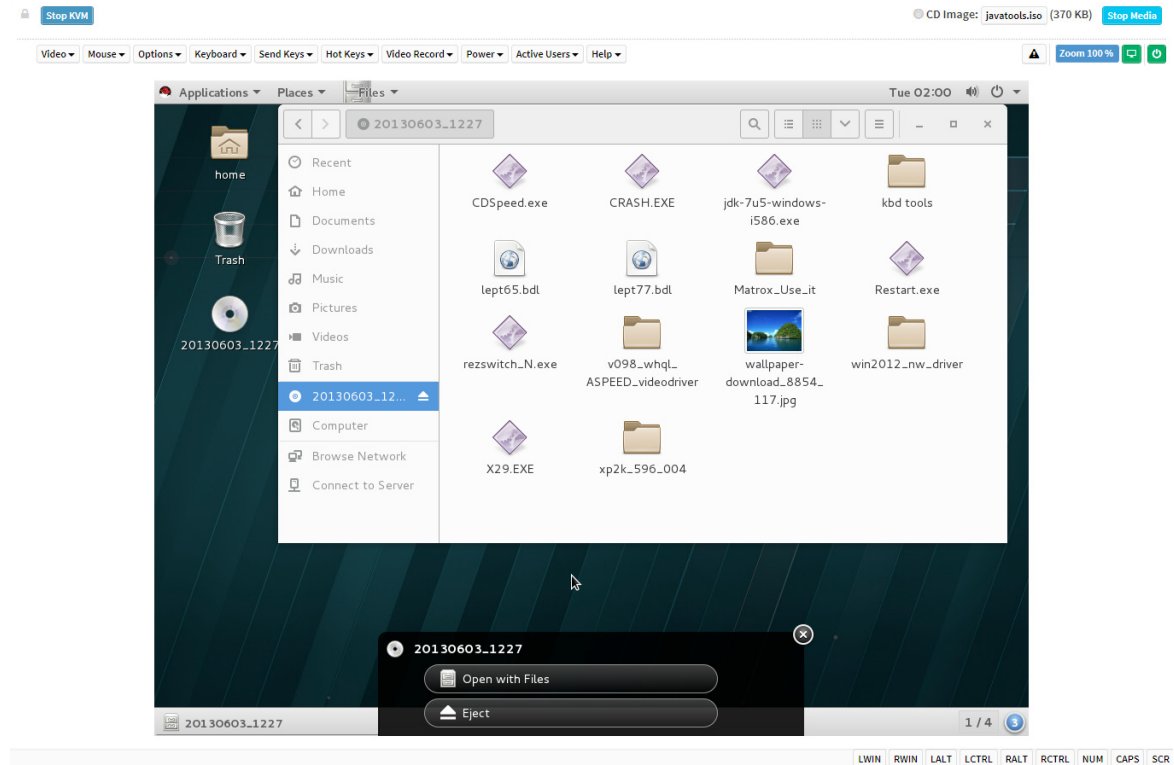 Stop KVM
CD Image: javatools.iso (370 KB) Stop Media
Video Mouse Options Keyboard Send Keys Hot Keys Video Record Power Active Users Help
Zoom 100 %
Applications Places Files Tue 02:00
20130603_1227
home
Trash
20130603_1227
Recent
Home
Documents
Downloads
Music
Pictures
Videos
Trash
20130603_12...
Computer
Browse Network
Connect to Server
CDSpeed.exe
CRASH.EXE
jdk-7u5-windows-
i586.exe
kbd tools
lept65.bdl
lept77.bdl
Matrox_Use_it
Restart.exe
rezswitch_N.exe
v098_whql_
ASPEED_videodriver
wallpaper-
download_8854_
117.jpg
win2012_nw_driver
X29.EXE
xp2k_596_004
20130603_1227
Open with Files
Eject
20130603_1227
1 / 4 3
LWIN RWIN LALT LCTRL RALT RCTRL NUM CAPS SCR